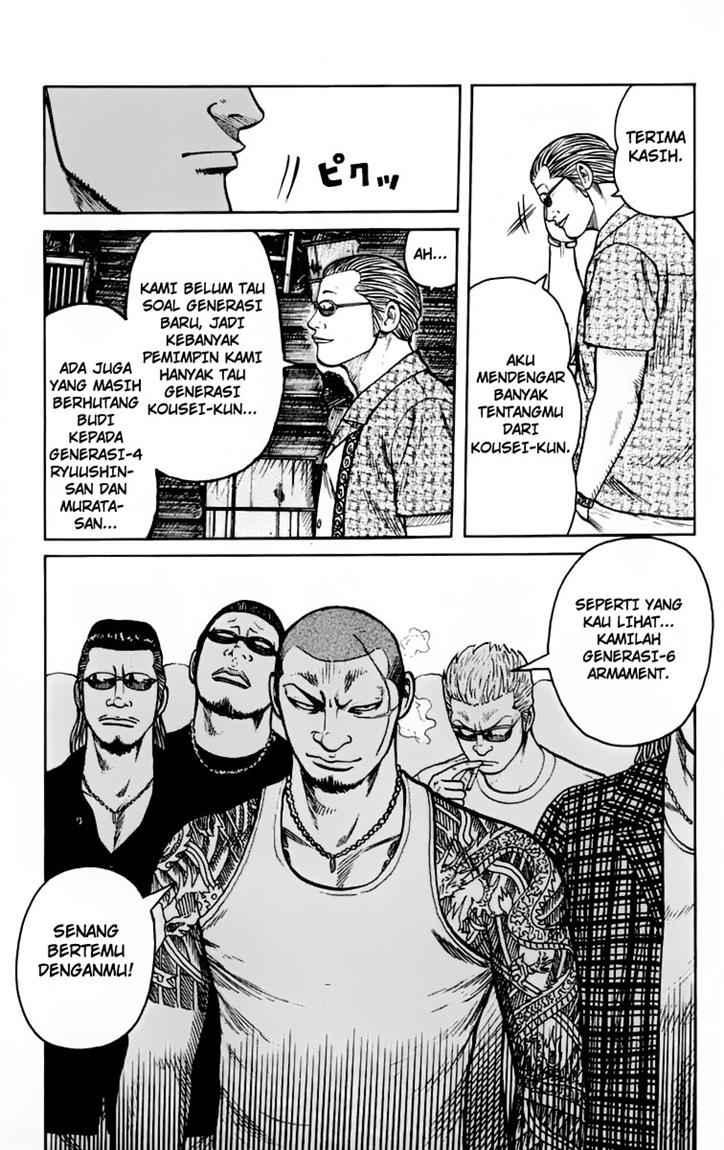 TERIMA
KASIH.
AKU
MENDENGAR
BANYAK
TENTANGMU
DARI
KOUSEI-KUN.
ピクッ
AH...
KAMI BELUM TAU
SOAL GENERASI
BARU, JADI
KEBANYAK
PEMIMPIN KAMI
HANYAK TAU
GENERASI
KOUSEI-KUN...
ADA JUGA
YANG MASIH
BERHUTANG
BUDI
KEPADA
GENERASI-4
RYUUSHIN-
SAN DAN
MURATA-
SAN...
SEPERTI YANG
KAU LIHAT...
KAMILAH
GENERASI-6
ARMAMENT.
SENANG
BERTEMU
DENGANMU!